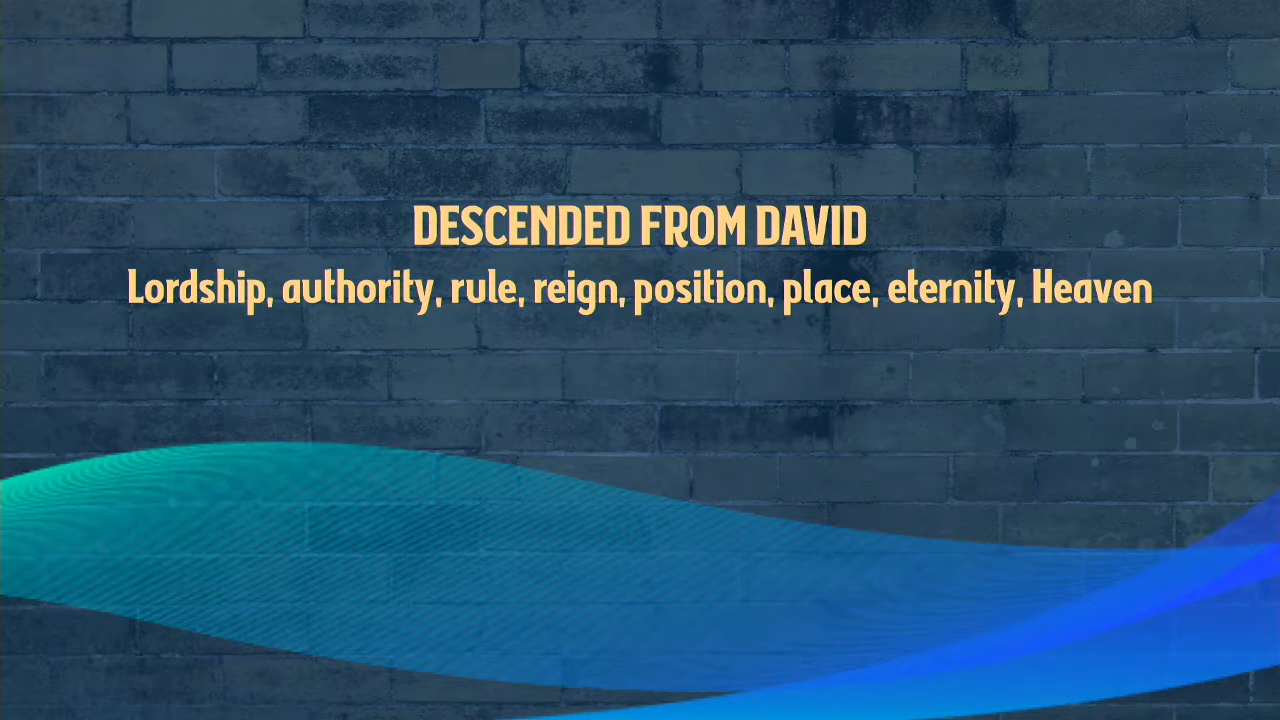 DESCENDED FROM DAVID
Lordship, authority, rule, reign, position, place, eternity, Heaven